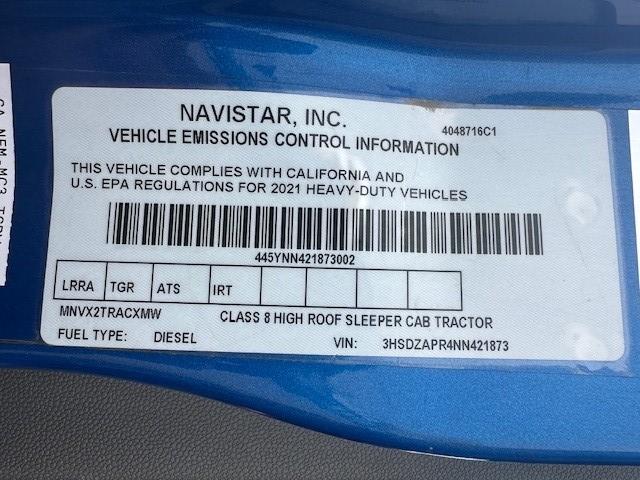 NAVISTAR, INC.
4048716C1
VEHICLE EMISSIONS CONTROL INFORMATION
THIS VEHICLE COMPLIES WITH CALIFORNIA AND
U.S. EPA REGULATIONS FOR 2021 HEAVY-DUTY VEHICLES
445YNN421873002
LRRA TGR ATS IRT
MNVX2TRACXMW CLASS 8 HIGH ROOF SLEEPER CAB TRACTOR
FUEL TYPE: DIESEL VIN: 3HSDZAPR4NN421873